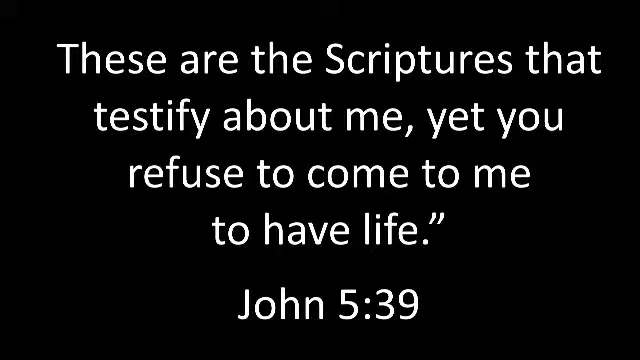 These are the Scriptures that
testify about me, yet you
refuse to come to me
to have life.”
John 5:39